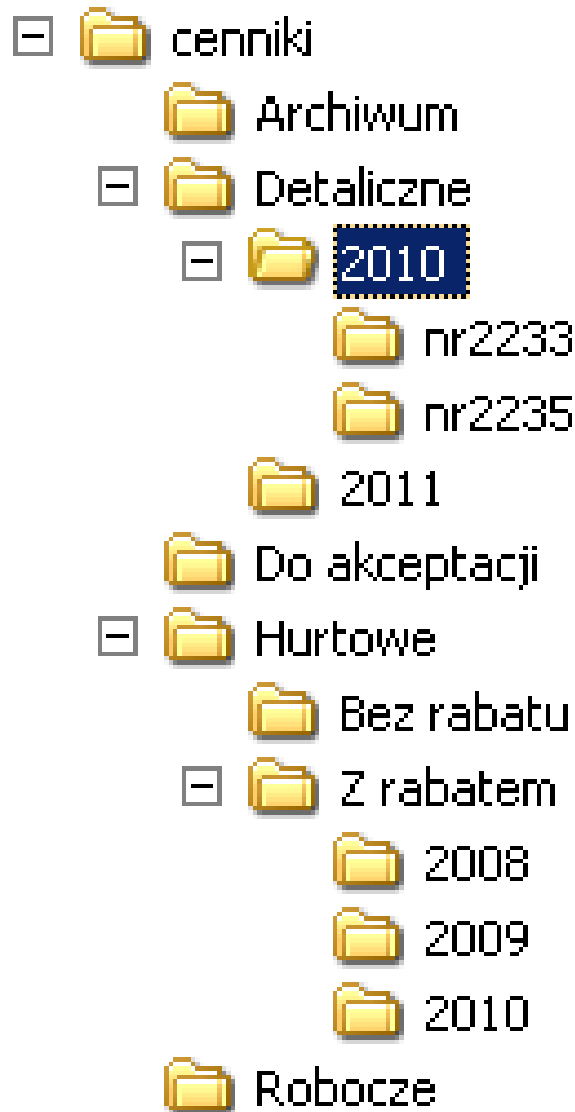 cenniki
Archiwum
Detaliczne
2010
nr2233
nr2235
2011
Do akceptacji
Hurtowe
Bez rabatu
Z rabatem
2008
2009
2010
Robocze